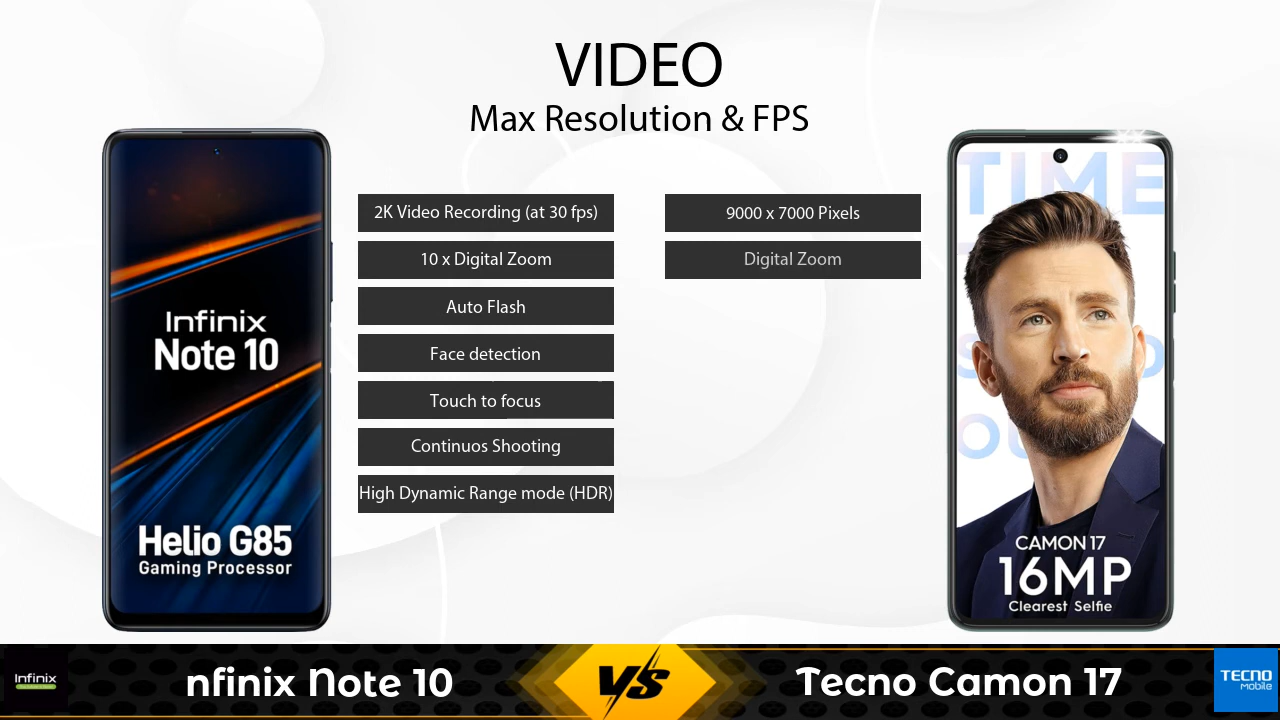 VIDEO
Max Resolution & FPS
2K Video Recording (at 30 fps)
10 x Digital Zoom
Auto Flash
Face detection
Touch to focus
Continuos Shooting
High Dynamic Range mode (HDR)
9000 x 7000 Pixels
Digital Zoom
Infinix
Note 10
Helio G85
Gaming Processor
TIME
CAMON 17
16MP
Clearest Selfie
Infinix
nfinix Note 10
VS
Tecno Camon 17
TECNO
mobile